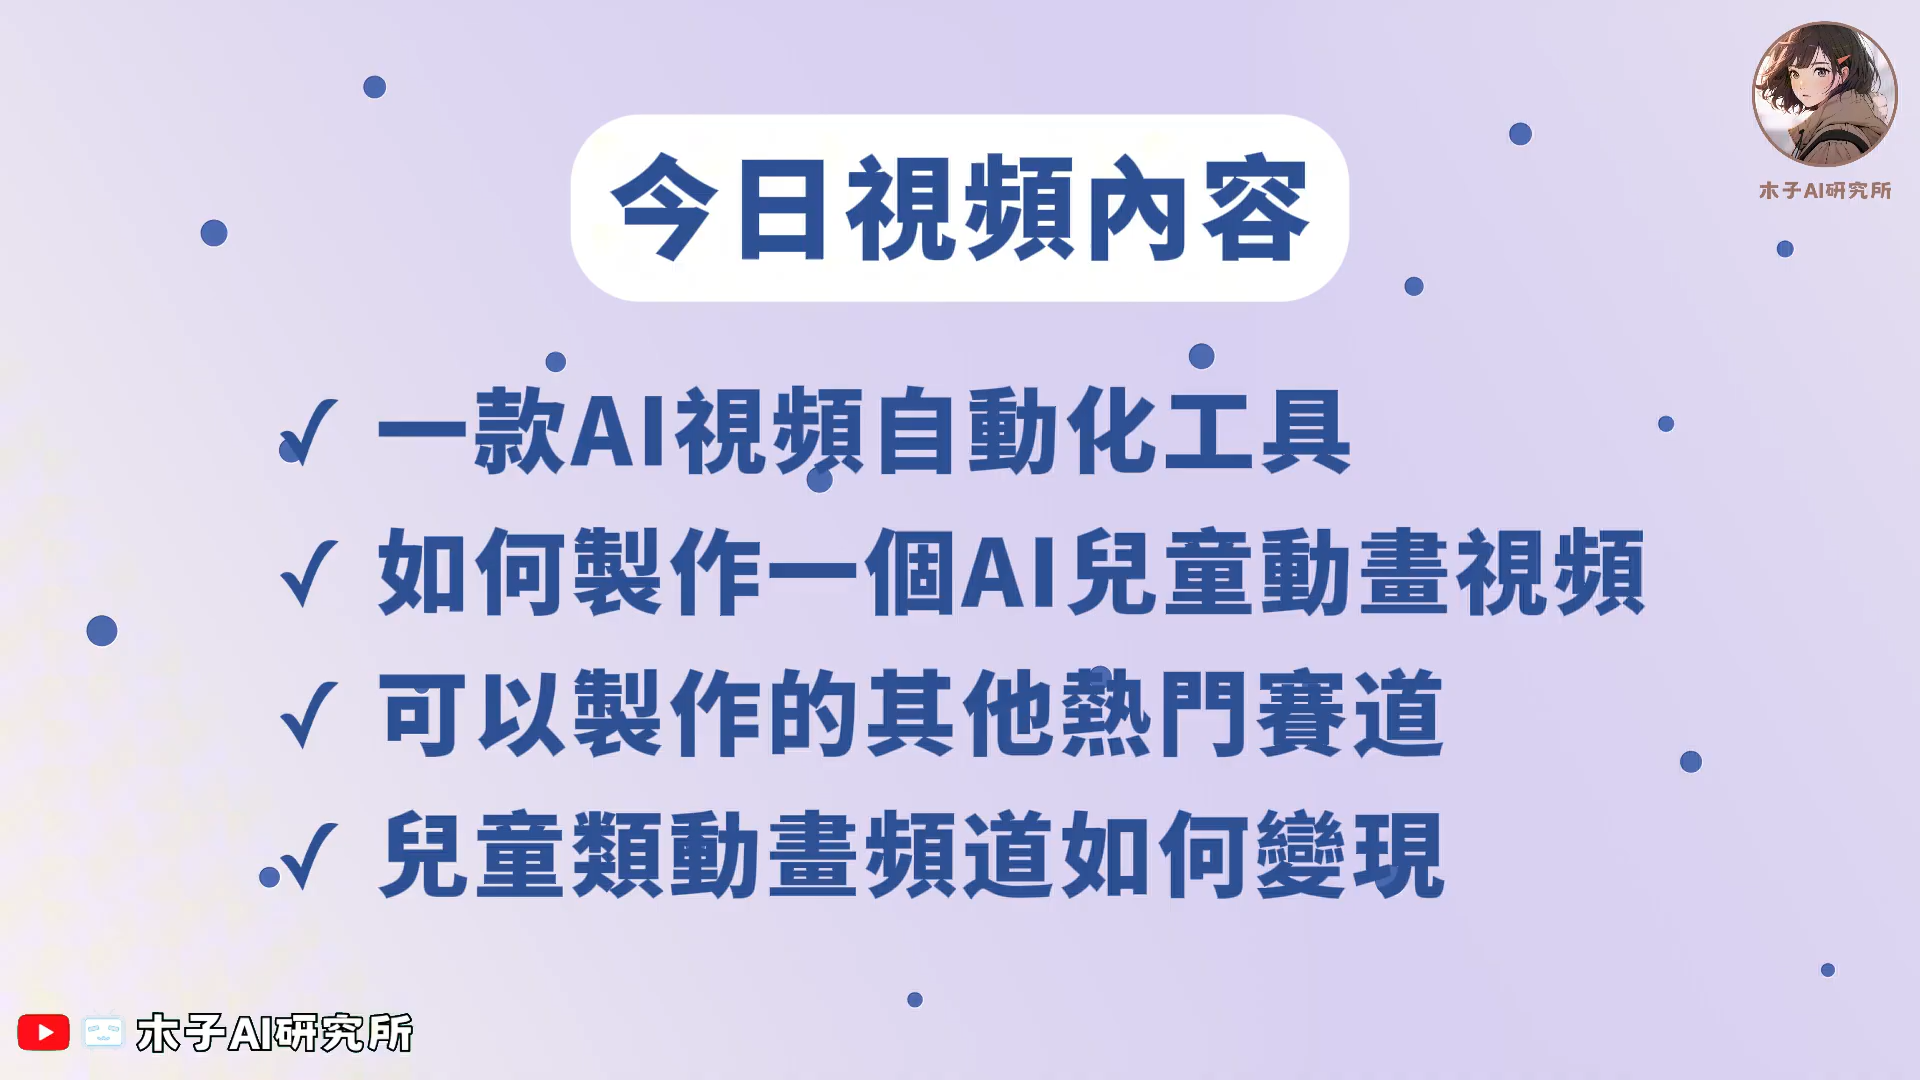 今日視頻內容
木子AI研究所
✓ 一款AI視頻自動化工具
✓ 如何製作一個AI兒童動畫視頻
✓ 可以製作的其他熱門賽道
✓ 兒童類動畫頻道如何變現
木子AI研究所